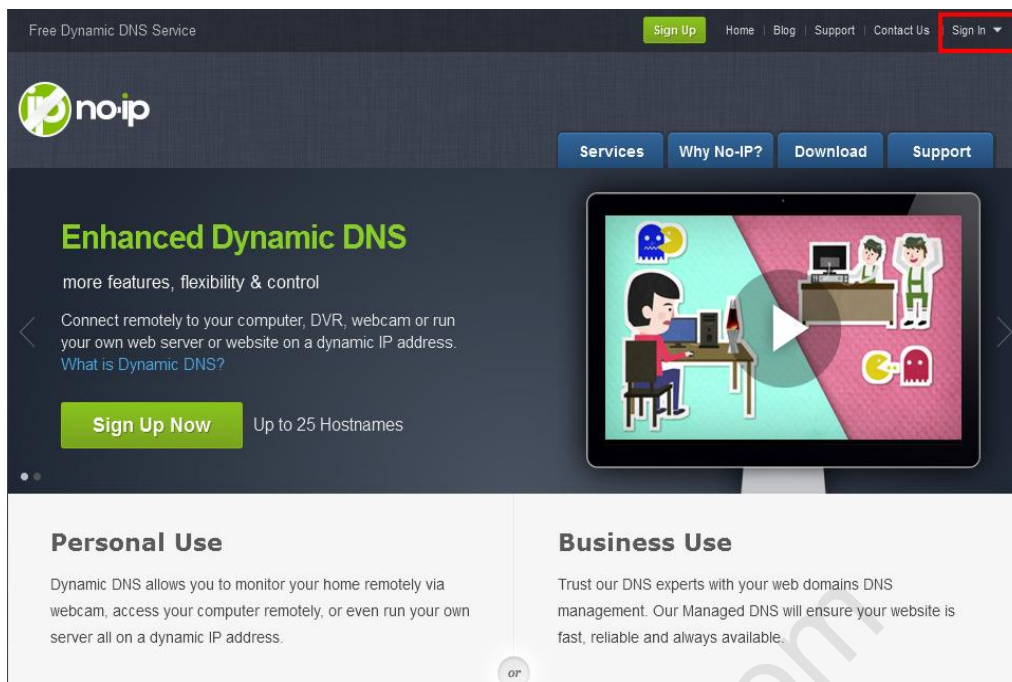 Free Dynamic DNS Service
Sign Up Home | Blog | Support | Contact Us | Sign In
ip no·ip
Services Why No-IP? Download Support
Enhanced Dynamic DNS
more features, flexibility & control
Connect remotely to your computer, DVR, webcam or run
your own web server or website on a dynamic IP address.
What is Dynamic DNS?
Sign Up Now Up to 25 Hostnames
Personal Use
Dynamic DNS allows you to monitor your home remotely via
webcam, access your computer remotely, or even run your own
server all on a dynamic IP address.
or
Business Use
Trust our DNS experts with your web domains DNS
management. Our Managed DNS will ensure your website is
fast, reliable and always available.
com